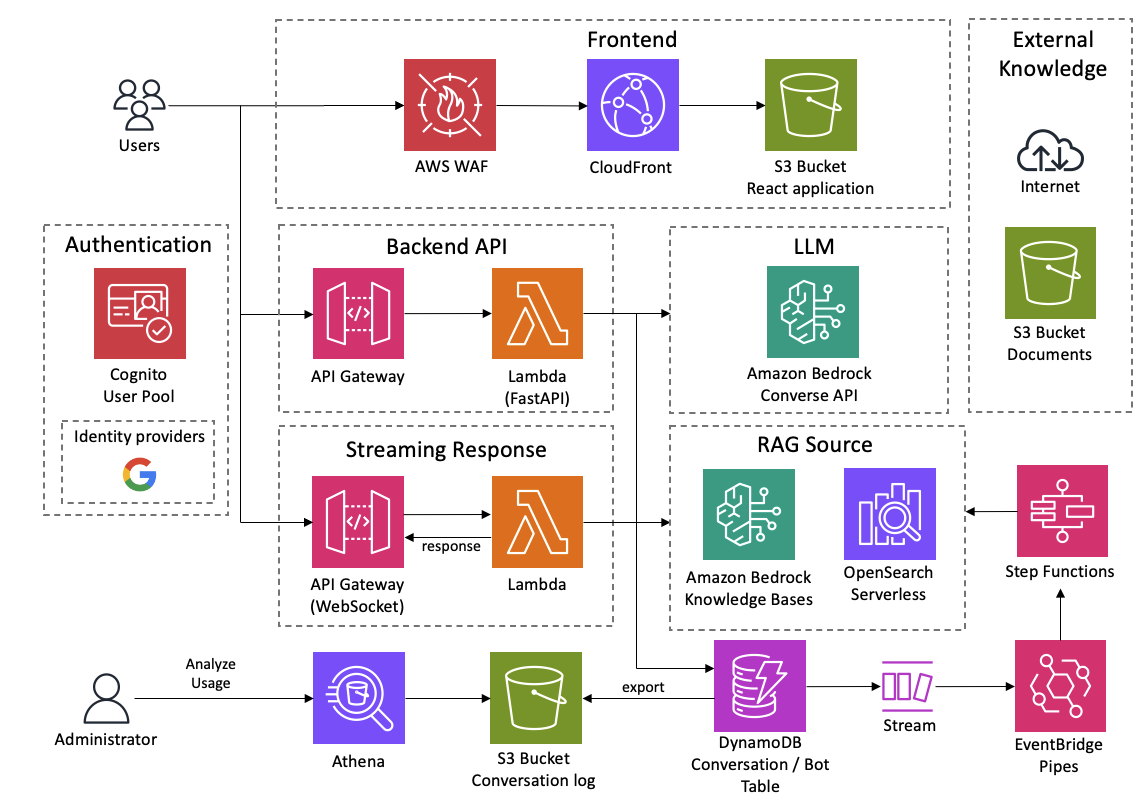 Frontend
External
Knowledge
Users
AWS WAF
CloudFront
S3 Bucket
React application
Internet
S3 Bucket
Documents
Authentication
Cognito
User Pool
Identity providers
Backend API
</>
API Gateway
Lambda
(FastAPI)
LLM
Amazon Bedrock
Converse API
Streaming Response
</>
response
API Gateway
(WebSocket)
Lambda
RAG Source
Amazon Bedrock
Knowledge Bases
OpenSearch
Serverless
Step Functions
Administrator
Analyze
Usage
Athena
S3 Bucket
Conversation log
export
DynamoDB
Conversation / Bot
Table
Stream
EventBridge
Pipes